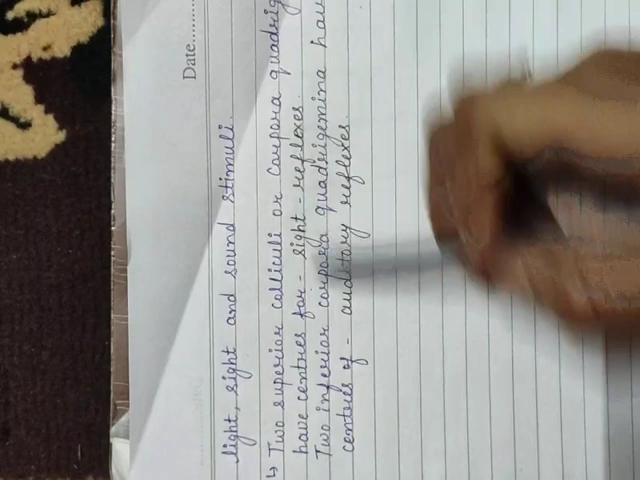 Date.........
light, sight and sound stimuli.
↳ Two superior colliculi or corpora quadrig
have centres for - sight - reflexes.
Two inferior corpora quadrigemina hav
centres of - auditory reflexes.